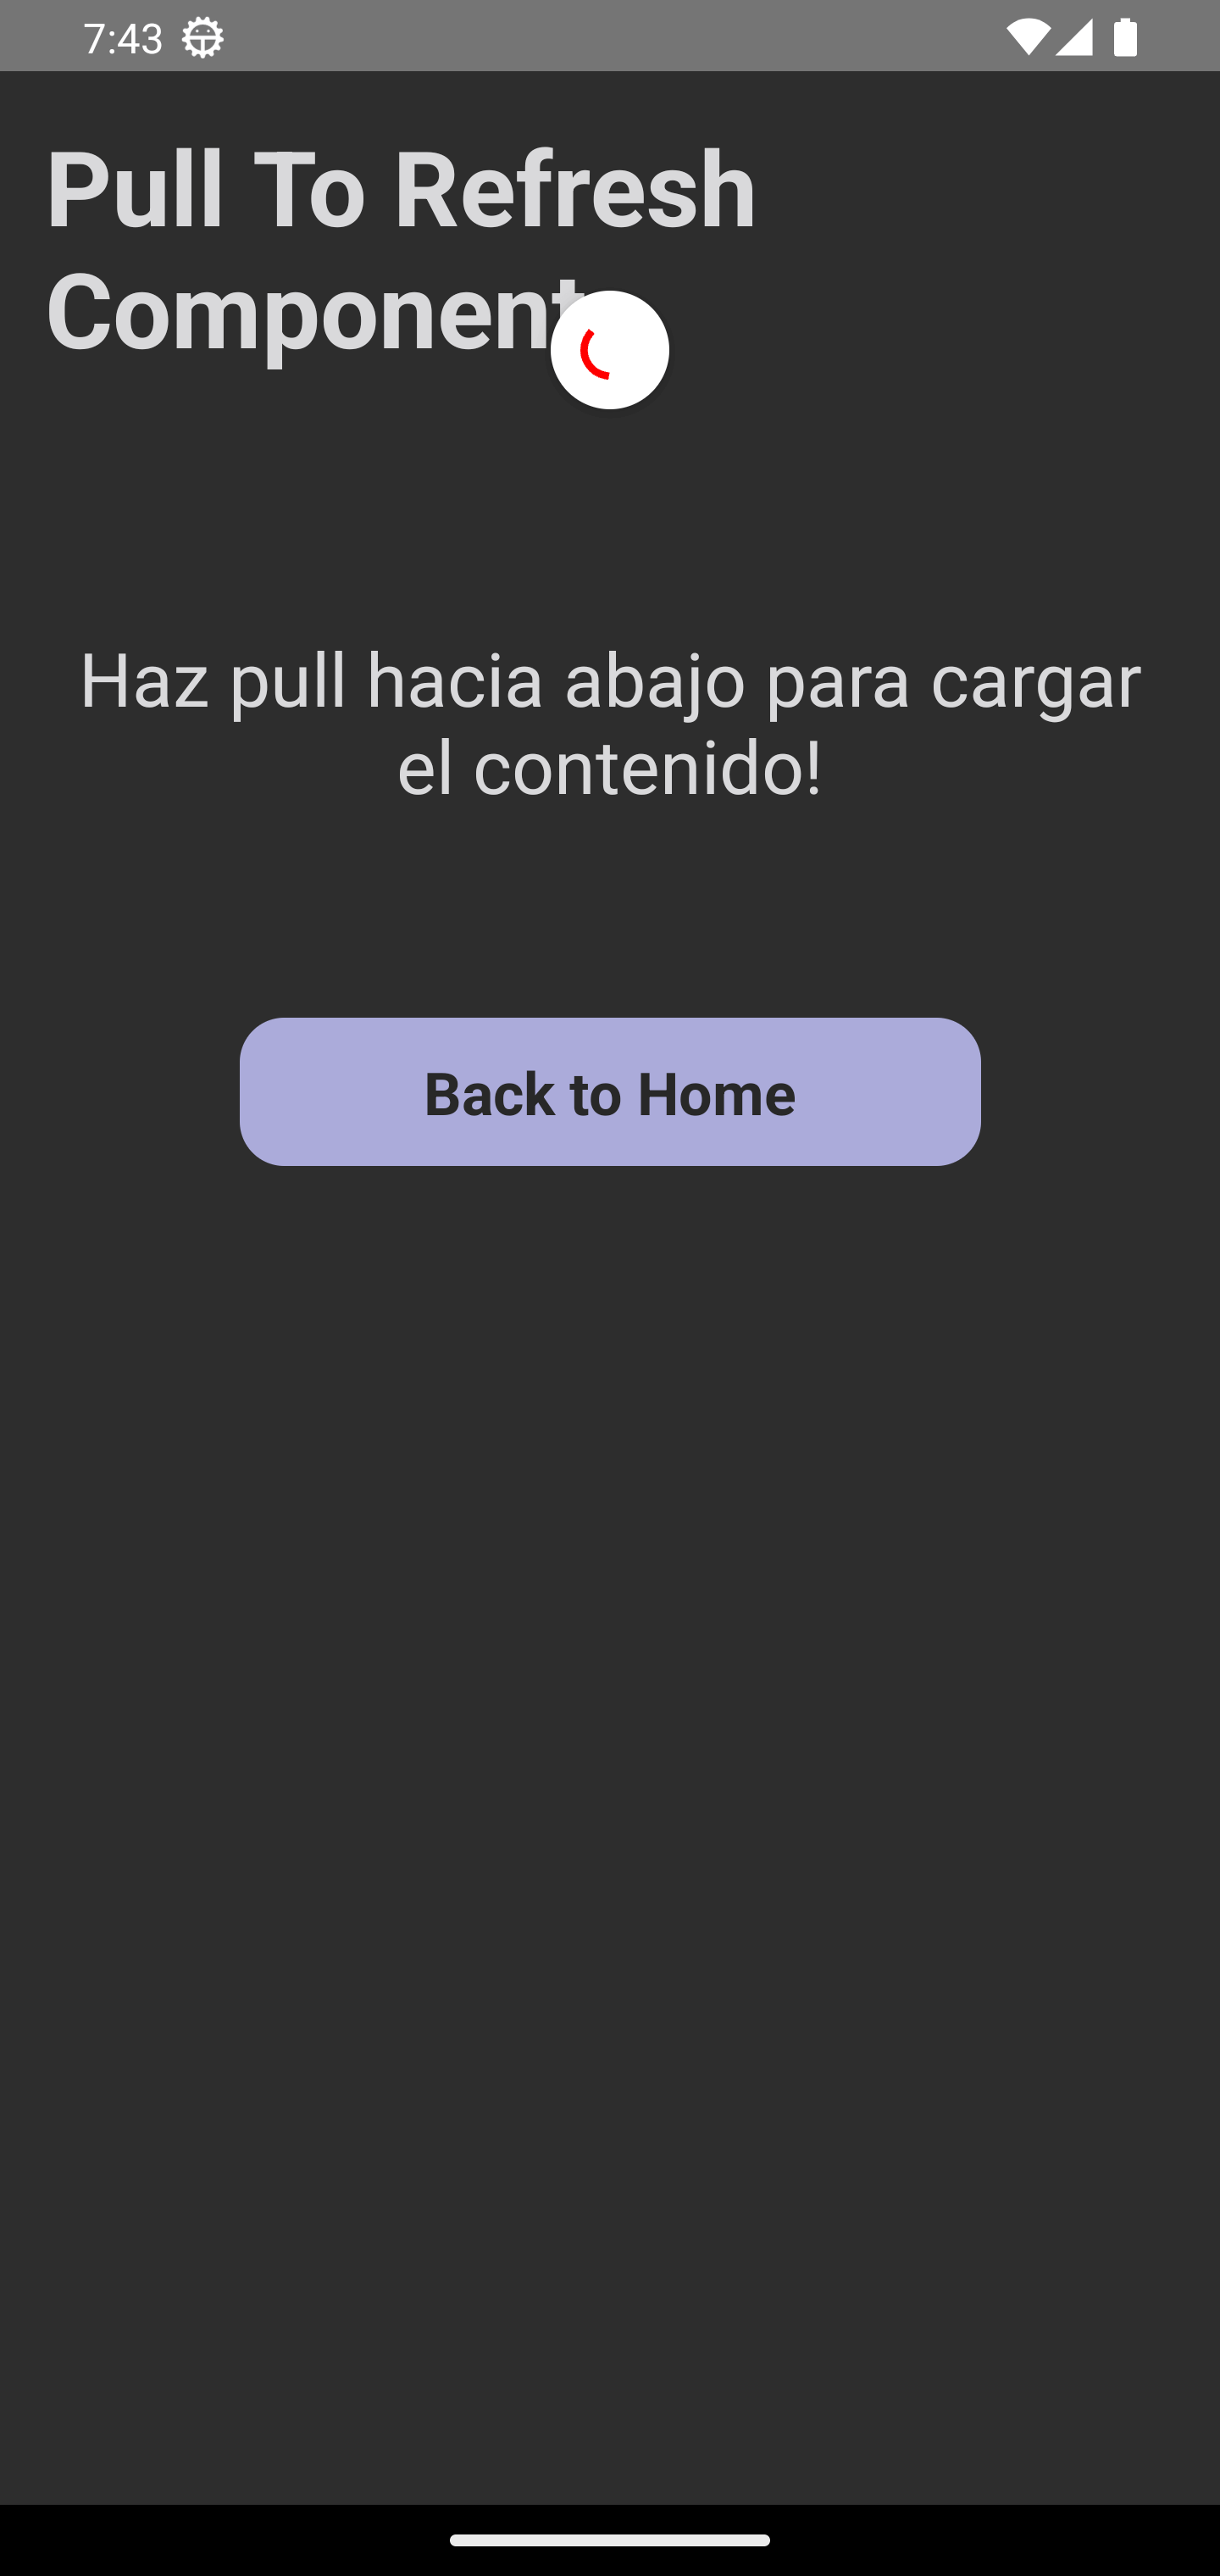 7:43
Pull To Refresh
Component
Haz pull hacia abajo para cargar
el contenido!
Back to Home